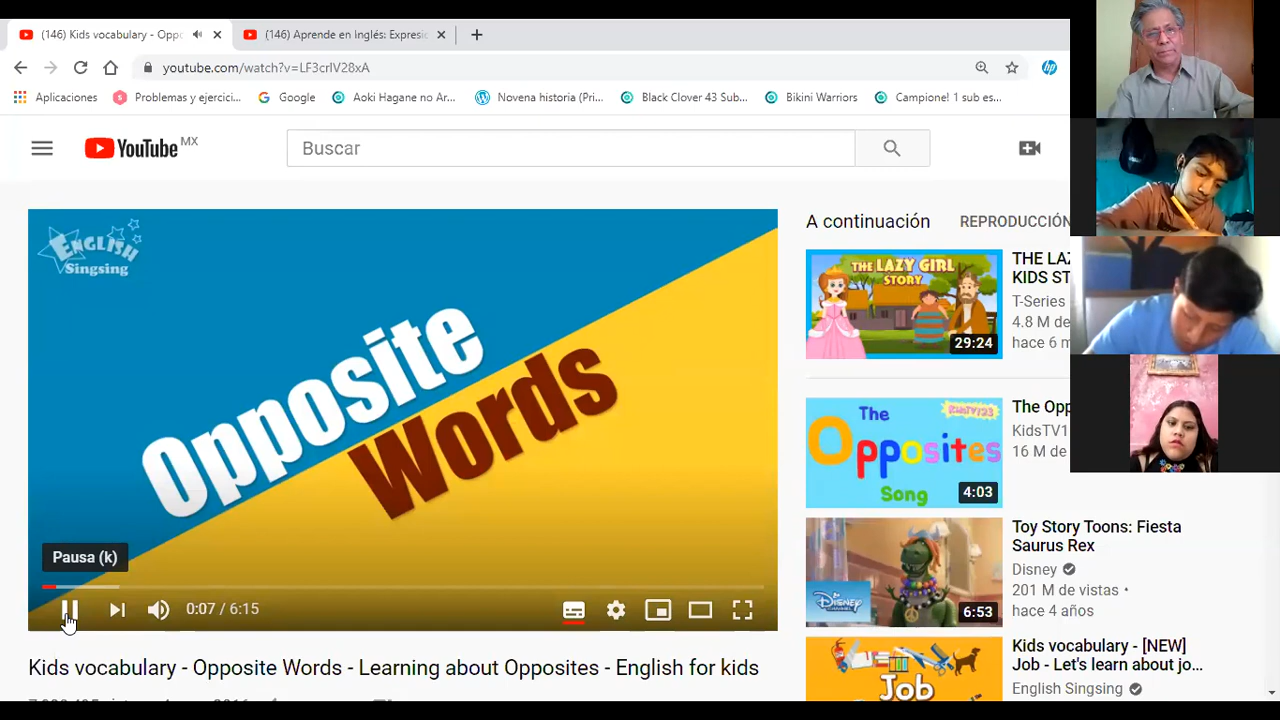 (146) Kids vocabulary - Oppo
(146) Aprende en Inglés: Expresic
youtube.com/watch?v=LF3crIV28xA
Aplicaciones
Problemas y ejercici...
Google
Aoki Hagane no Ar...
Novena historia (Pri...
Black Clover 43 Sub...
Bikini Warriors
Campione! 1 sub es...
hp
YouTube MX
Buscar
ENGLISH
Singsing
Opposite
Words
Pausa (k)
0:07 / 6:15
Kids vocabulary - Opposite Words - Learning about Opposites - English for kids
A continuación
REPRODUCCIÓN
THE LAZY GIRL
STORY
29:24
THE LAZ
KIDS ST
T-Series
4.8 M de
hace 6 m
The
Opposites
Song
KidsTV123
4:03
The Opp
KidsTV1
16 M de
Disney
6:53
Toy Story Toons: Fiesta
Saurus Rex
Disney
201 M de vistas •
hace 4 años
Job
Kids vocabulary - [NEW]
Job - Let's learn about jo...
English Singsing